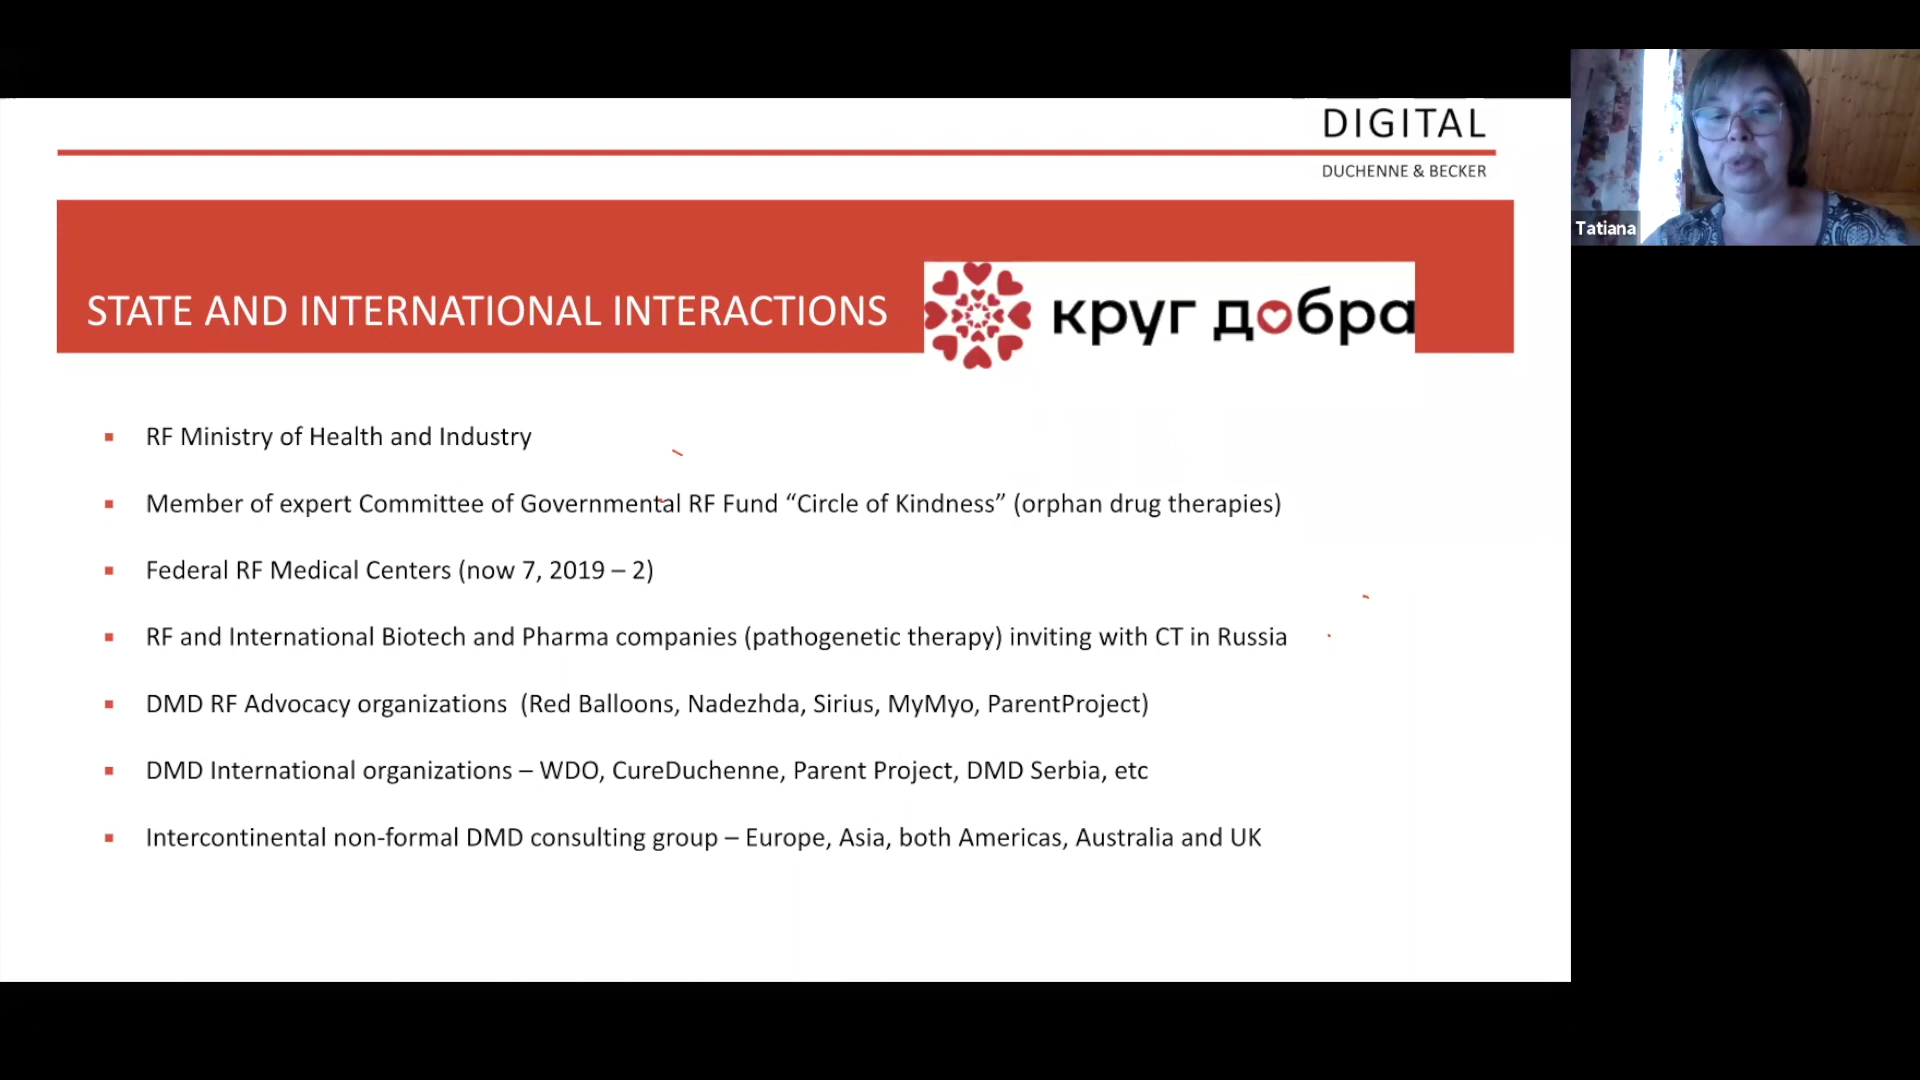 DIGITAL
DUCHENNE & BECKER
Tatiana
STATE AND INTERNATIONAL INTERACTIONS
круг добра
RF Ministry of Health and Industry
Member of expert Committee of Governmental RF Fund “Circle of Kindness” (orphan drug therapies)
Federal RF Medical Centers (now 7, 2019 – 2)
RF and International Biotech and Pharma companies (pathogenetic therapy) inviting with CT in Russia
DMD RF Advocacy organizations (Red Balloons, Nadezhda, Sirius, MyMyo, ParentProject)
DMD International organizations – WDO, CureDuchenne, Parent Project, DMD Serbia, etc
Intercontinental non-formal DMD consulting group – Europe, Asia, both Americas, Australia and UK